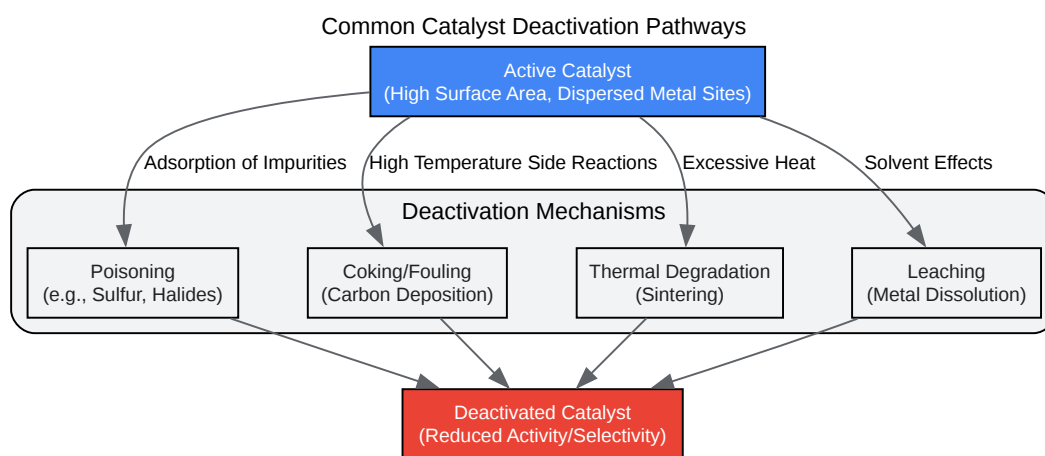 Common Catalyst Deactivation Pathways
Active Catalyst
(High Surface Area, Dispersed Metal Sites)
Adsorption of Impurities
High Temperature Side Reactions
Excessive Heat
Solvent Effects
Deactivation Mechanisms
Poisoning
(e.g., Sulfur, Halides)
Coking/Fouling
(Carbon Deposition)
Thermal Degradation
(Sintering)
Leaching
(Metal Dissolution)
Deactivated Catalyst
(Reduced Activity/Selectivity)